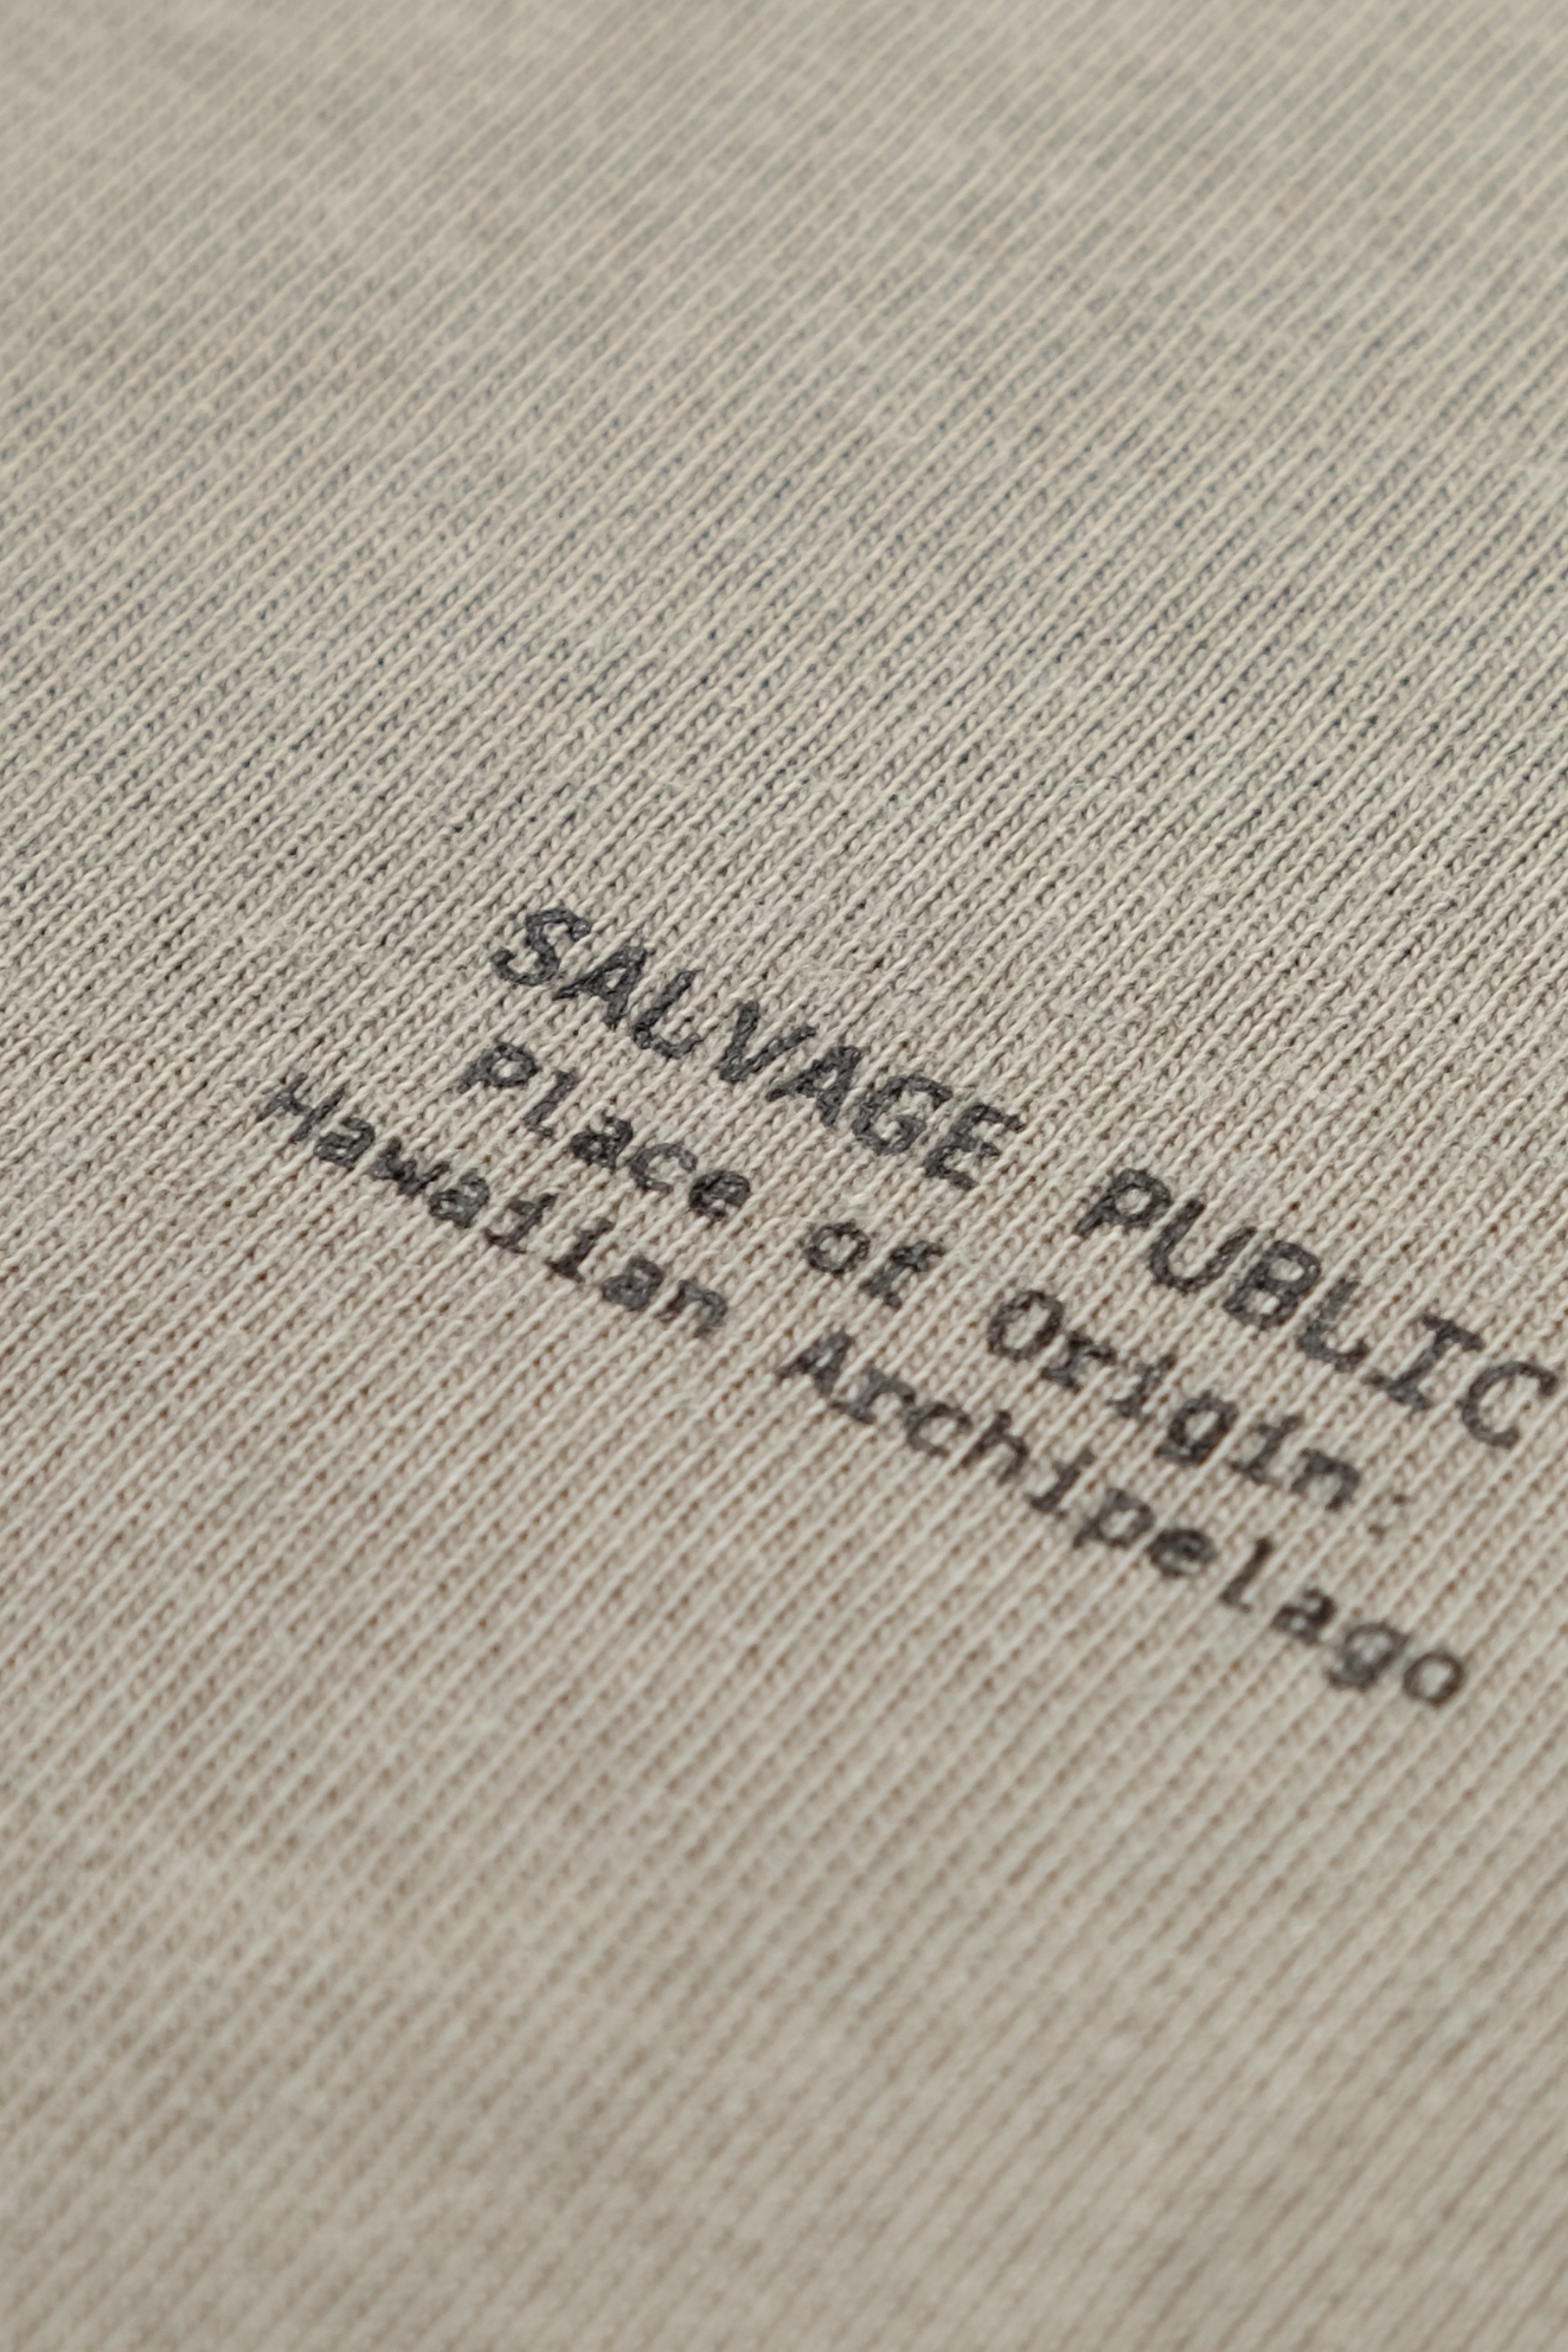 SALVAGE PUBLIC
Place of Origin:
Hawaiian Archipelago